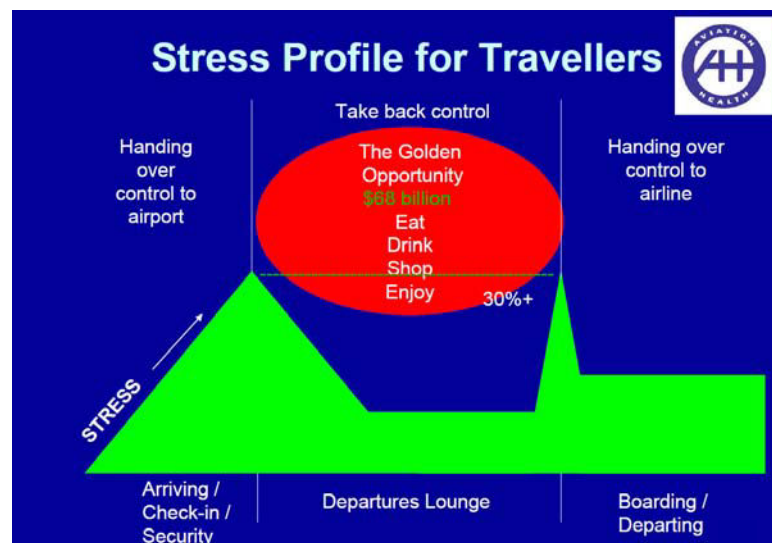 Stress Profile for Travellers
AVIATION
AH
HEALTH
Handing
over
control to
airport
Take back control
The Golden
Opportunity
$68 billion
Eat
Drink
Shop
Enjoy
30%+
Handing over
control to
airline
STRESS
Arriving /
Check-in /
Security
Departures Lounge
Boarding /
Departing